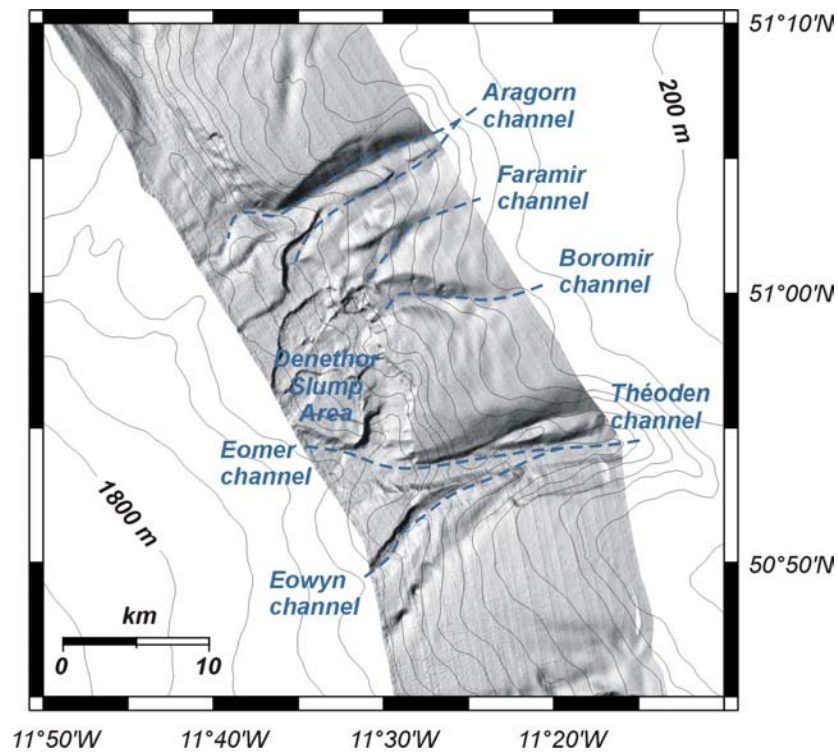 51°10'N
200 m
Aragorn
channel
Faramir
channel
Boromir
channel
51°00'N
Denethor
Slump
Area
Théoden
channel
Eomer
channel
1800 m
50°50'N
Eowyn
channel
km
0 10
11°50'W 11°40'W 11°30'W 11°20'W